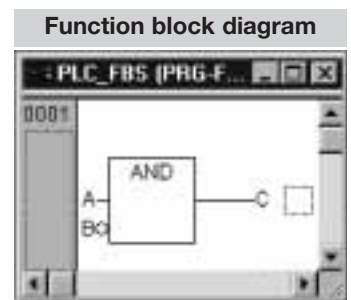 Function block diagram
PLC_FBS (PRG-F...
0001
AND
A
B
C